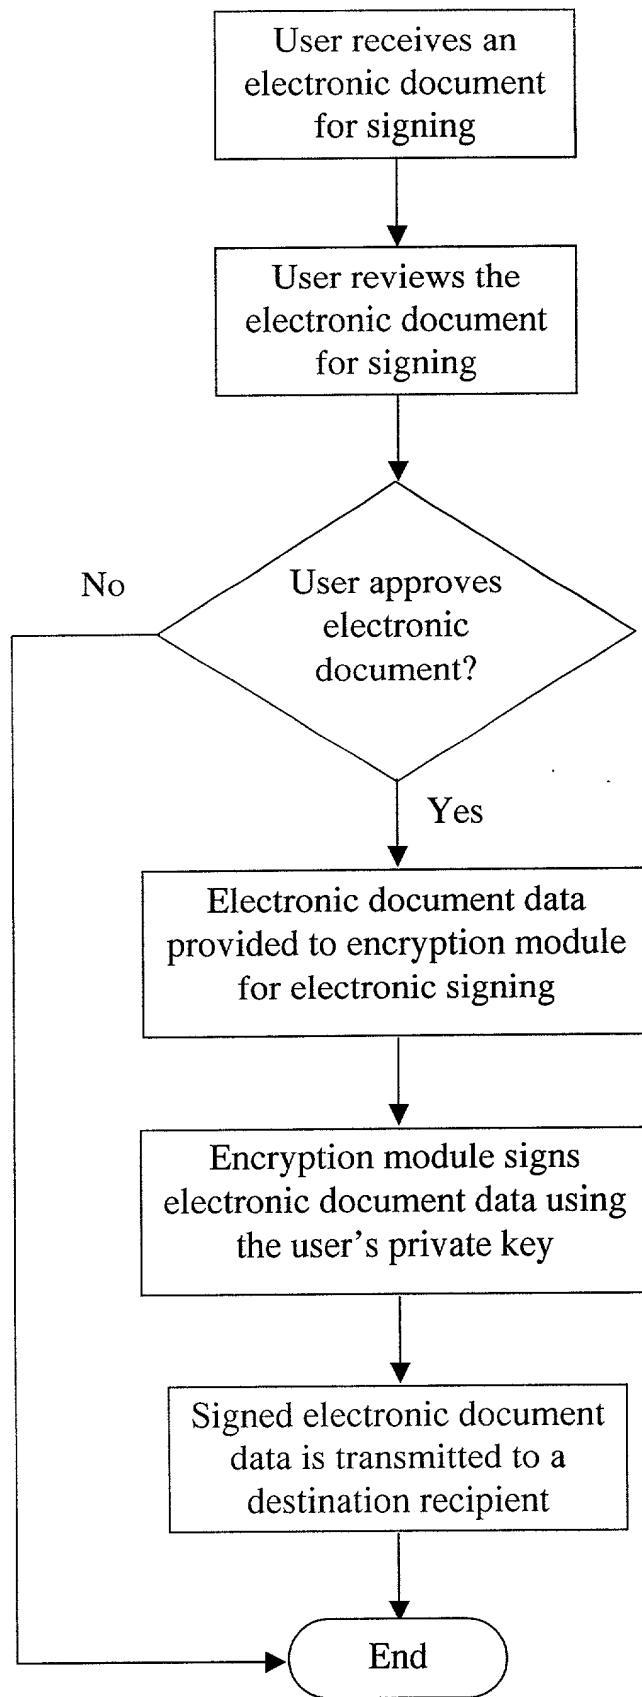 User receives an
electronic document
for signing
User reviews the
electronic document
for signing
User approves
electronic
document?
No
Yes
Electronic document data
provided to encryption module
for electronic signing
Encryption module signs
electronic document data using
the user's private key
Signed electronic document
data is transmitted to a
destination recipient
End